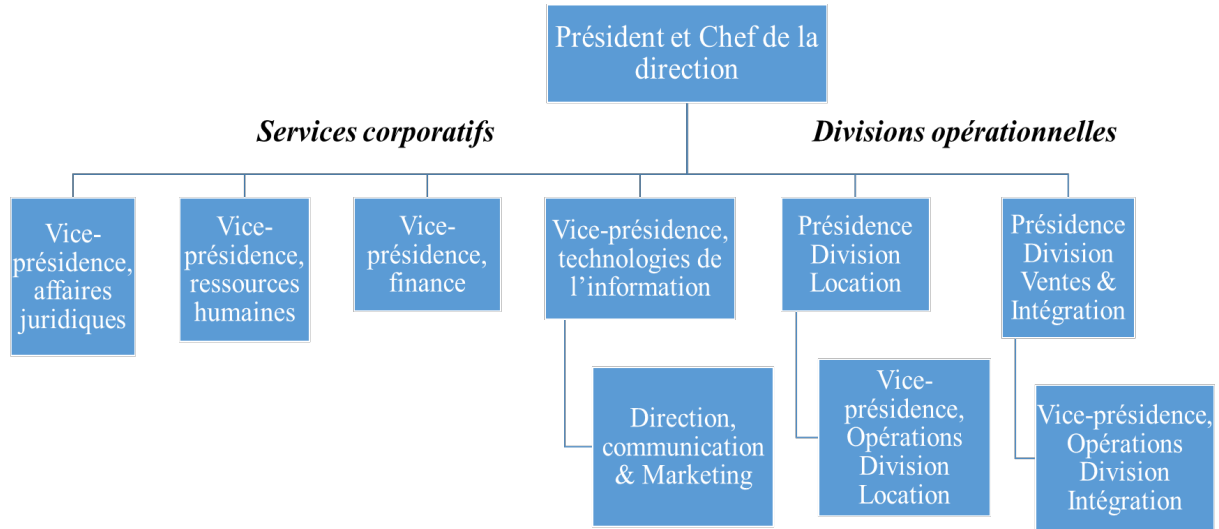 Président et Chef de la
direction
Services corporatifs
Divisions opérationnelles
Vice-
présidence,
affaires
juridiques
Vice-
présidence,
ressources
humaines
Vice-
présidence,
finance
Vice-présidence,
technologies de
l’information
Présidence
Division
Location
Présidence
Division
Ventes &
Intégration
Direction,
communication
& Marketing
Vice-
présidence,
Opérations
Division
Location
Vice-présidence,
Opérations
Division
Intégration